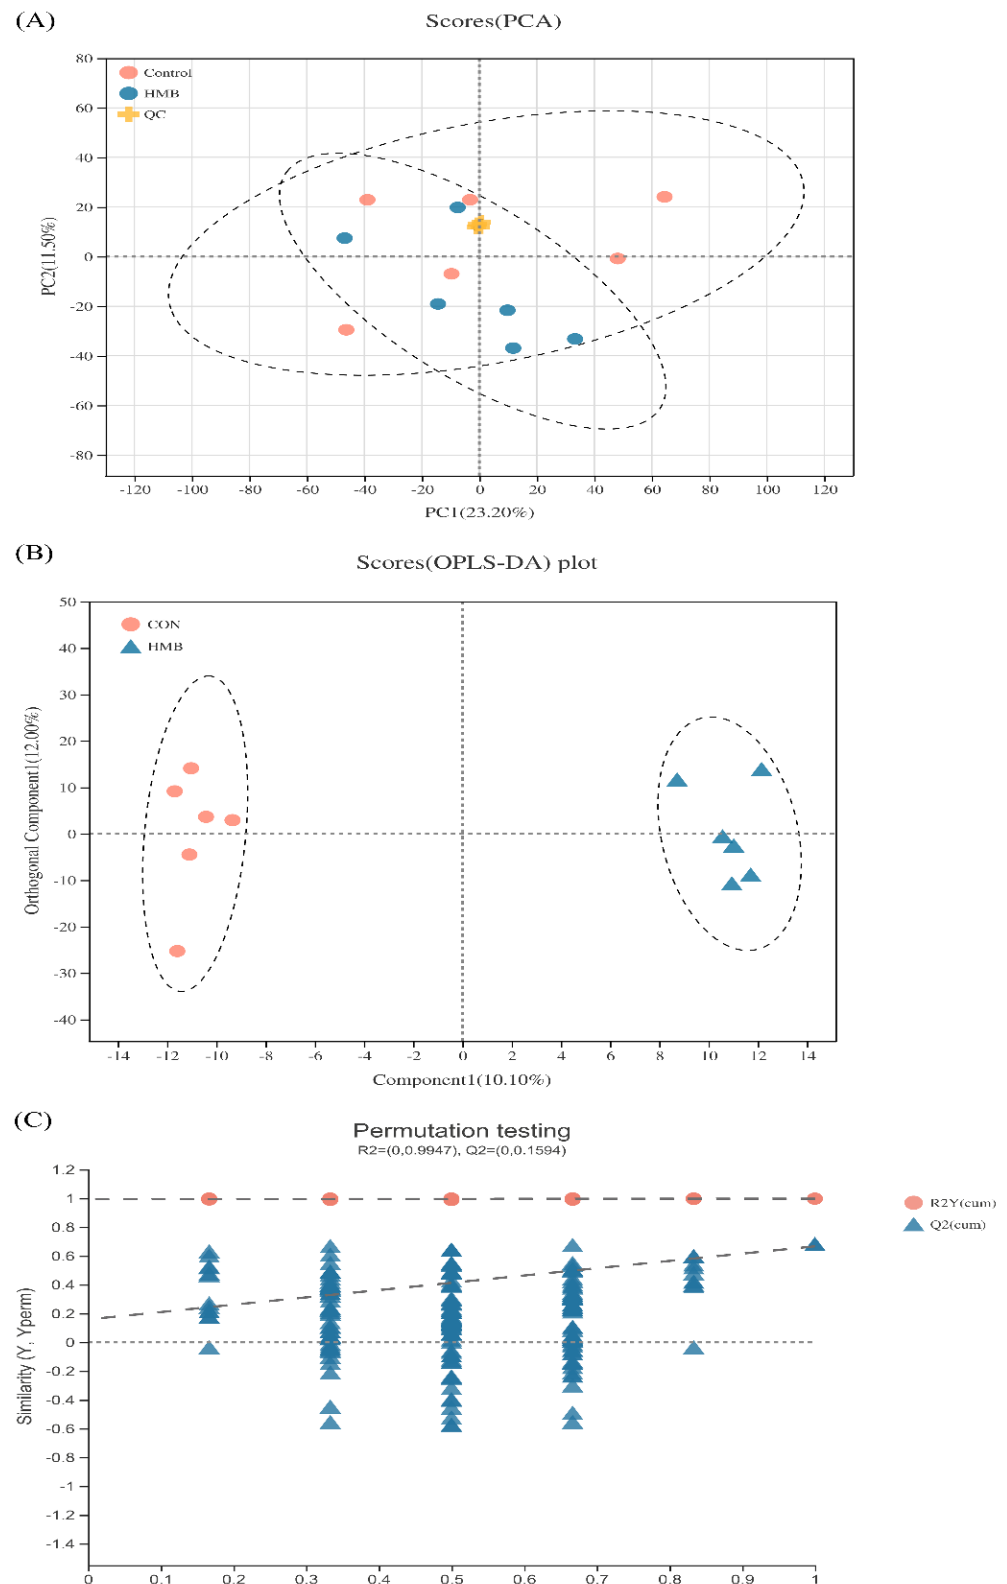 (A)
Scores(PCA)
Control
HMB
QC
80
60
40
20
0
-20
-40
-60
-80
PC2(11.50%)
-120 -100 -80 -60 -40 -20 0 20 40 60 80 100 120
PC1(23.20%)
(B)
Scores(OPLS-DA) plot
CON
HMB
50
40
30
20
10
0
-10
-20
-30
-40
Orthogonal Component1(12.00%)
-14 -12 -10 -8 -6 -4 -2 0 2 4 6 8 10 12 14
Component1(10.10%)
(C)
Permutation testing
R2=(0,0.9947), Q2=(0,0.1594)
R2Y(cum)
Q2(cum)
1.2
1
0.8
0.6
0.4
0.2
0
-0.2
-0.4
-0.6
-0.8
-1
-1.2
-1.4
Similarity (Y, Yperm)
0 0.1 0.2 0.3 0.4 0.5 0.6 0.7 0.8 0.9 1